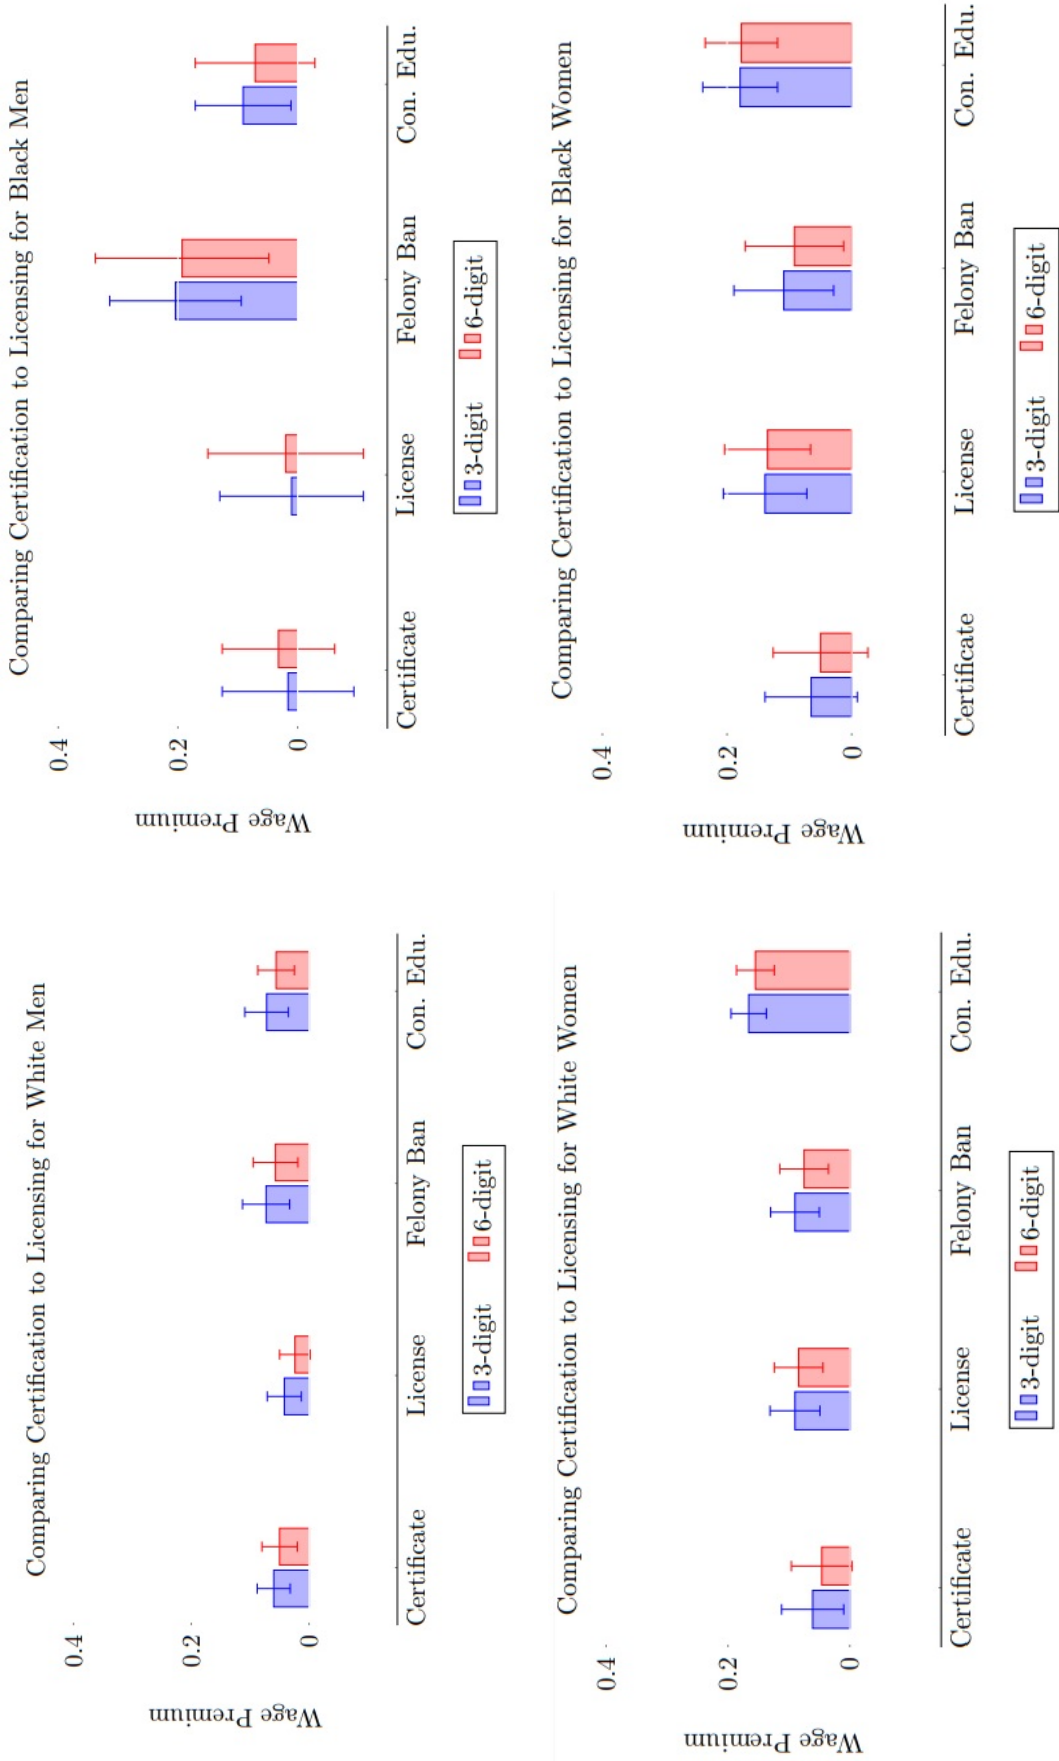 Comparing Certification to Licensing for White Men
Wage Premium
0.4
0.2
0
Certificate License Felony Ban Con. Edu.
3-digit 6-digit
Comparing Certification to Licensing for Black Men
Wage Premium
0.4
0.2
0
Certificate License Felony Ban Con. Edu.
3-digit 6-digit
Comparing Certification to Licensing for White Women
Wage Premium
0.4
0.2
0
Certificate License Felony Ban Con. Edu.
3-digit 6-digit
Comparing Certification to Licensing for Black Women
Wage Premium
0.4
0.2
0
Certificate License Felony Ban Con. Edu.
3-digit 6-digit